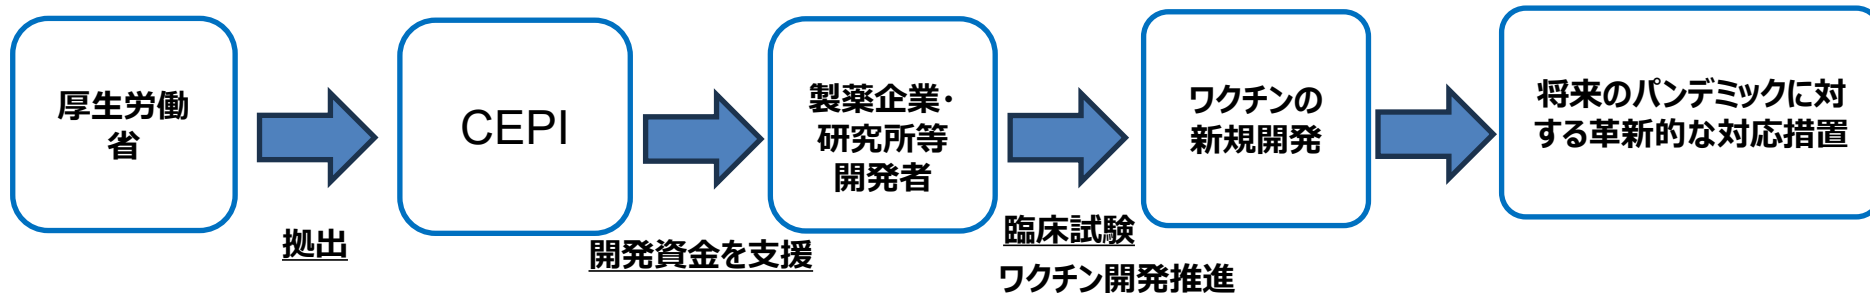 厚生労働
省
拠出
CEPI
開発資金を支援
製薬企業・
研究所等
開発者
臨床試験
ワクチン開発推進
ワクチンの
新規開発
将来のパンデミックに対
する革新的な対応措置